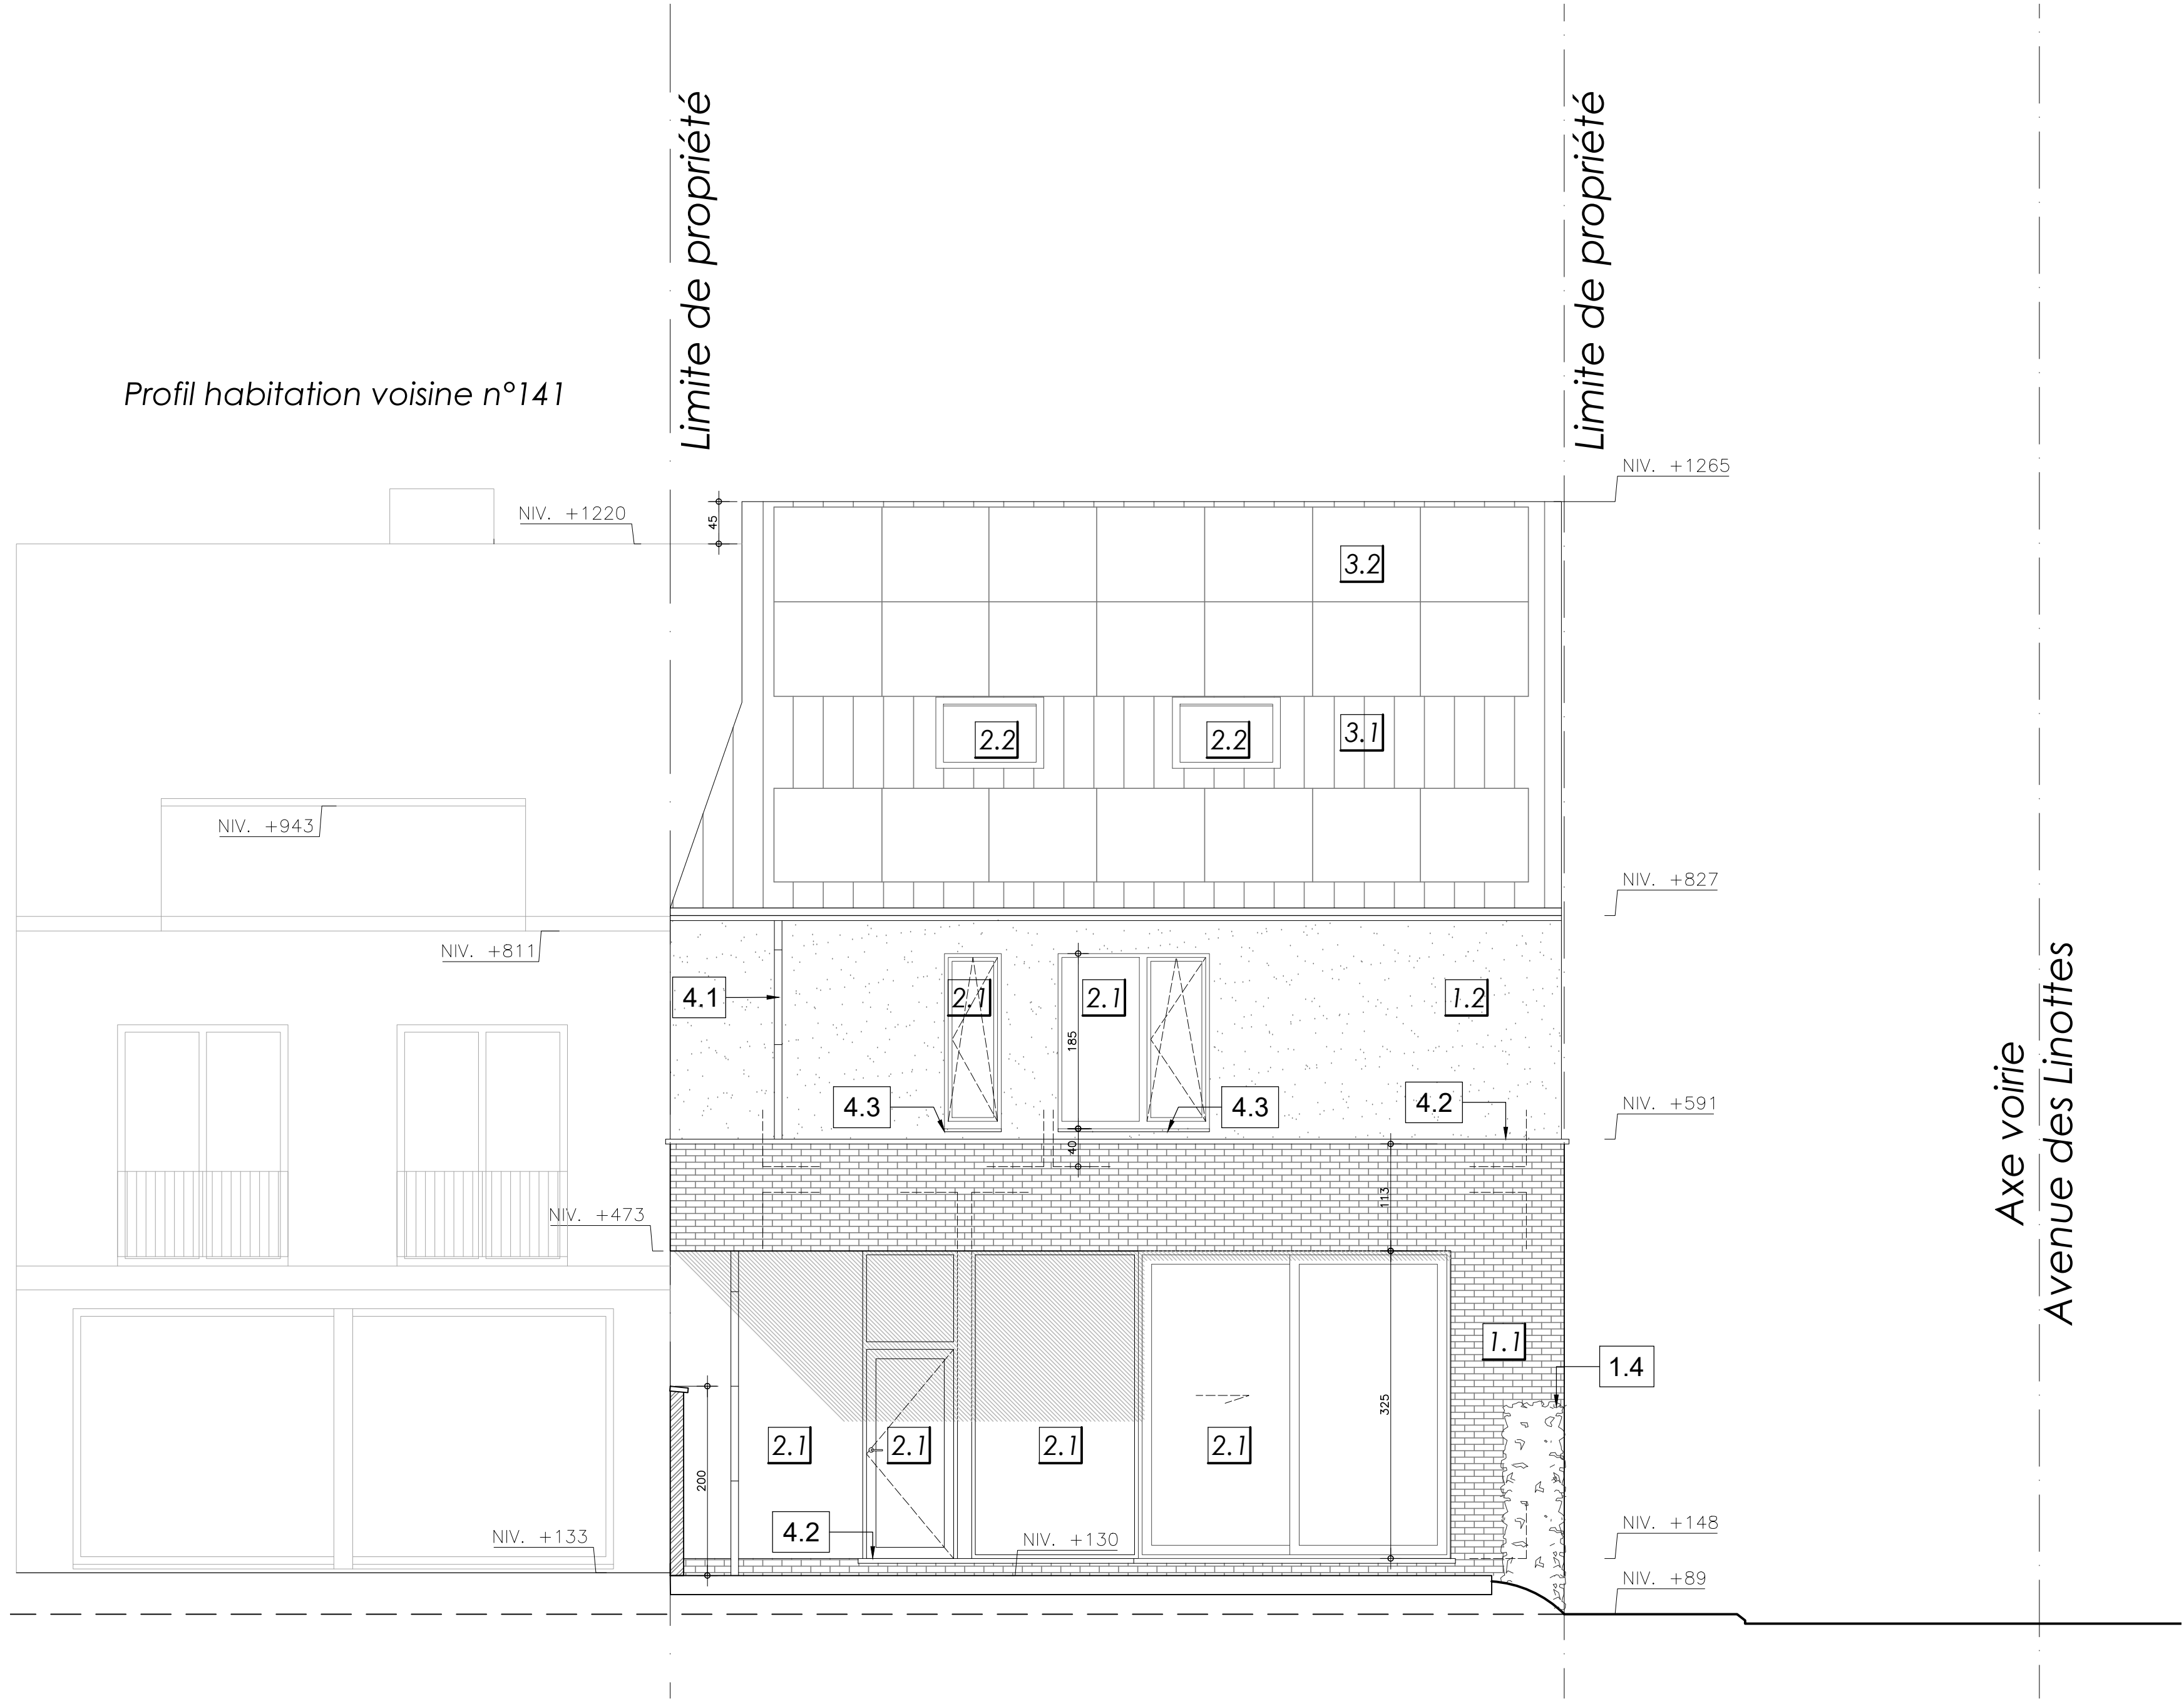 Limite de propriété
Limite de propriété
Profil habitation voisine n°141
NIV. +1265
NIV. +1220
45
3.2
2.2
2.2
3.1
NIV. +943
NIV. +827
NIV. +811
4.1
2.1
2.1
1.2
185
4.3
4.3
4.2
NIV. +591
40
113
NIV. +473
1.1
1.4
325
2.1
2.1
2.1
2.1
200
4.2
NIV. +133
NIV. +130
NIV. +148
NIV. +89
Axe voirie
Avenue des Linottes